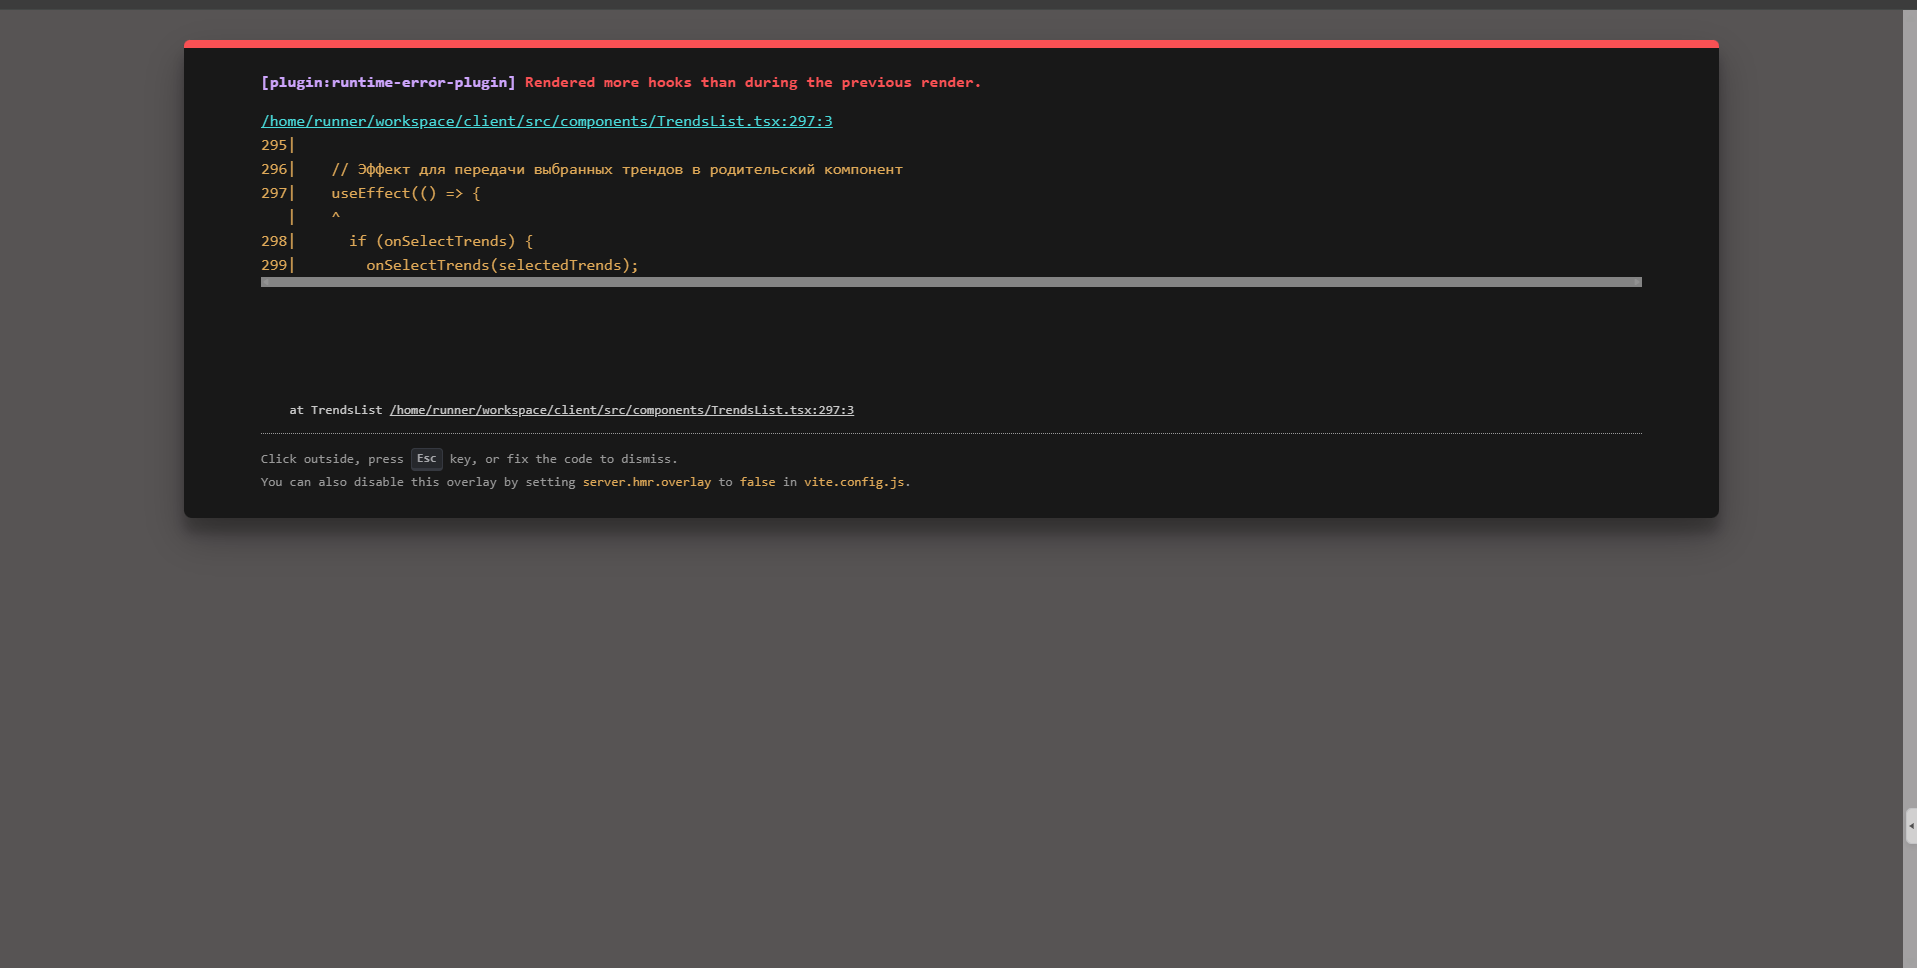 [plugin:runtime-error-plugin] Rendered more hooks than during the previous render.
/home/runner/workspace/client/src/components/TrendsList.tsx:297:3
295|
296|    // Эффект для передачи выбранных трендов в родительский компонент
297|    useEffect(() => {
   |    ^
298|      if (onSelectTrends) {
299|        onSelectTrends(selectedTrends);
    at TrendsList /home/runner/workspace/client/src/components/TrendsList.tsx:297:3
Click outside, press Esc key, or fix the code to dismiss.
You can also disable this overlay by setting server.hmr.overlay to false in vite.config.js.